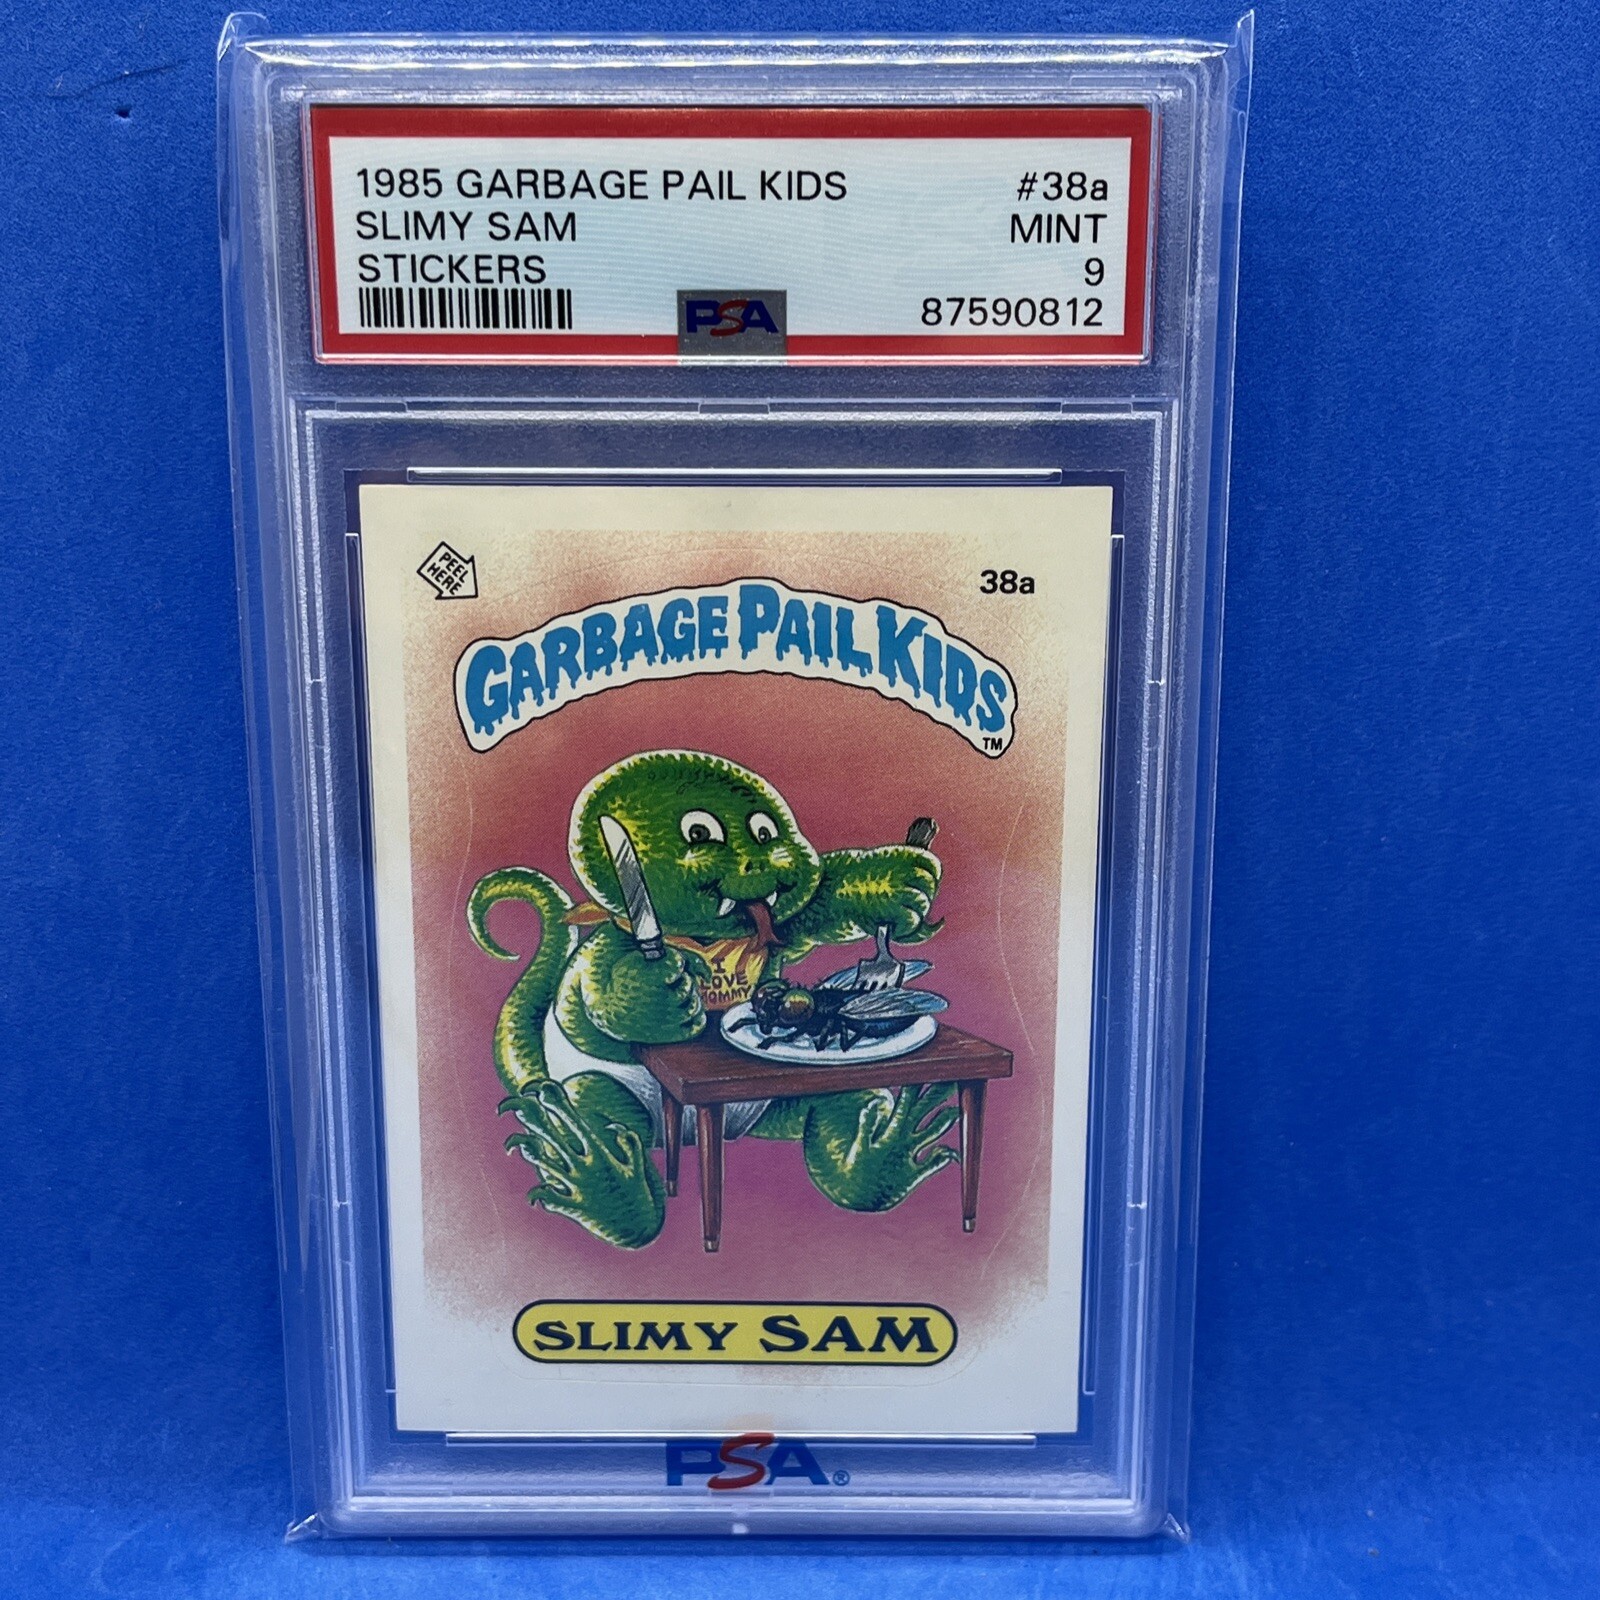 1985 GARBAGE PAIL KIDS #38a
SLIMY SAM MINT
STICKERS 9
PSA 87590812
PEEL
HERE
38a
GARBAGE PAIL KIDS
TM
I
LOVE
MOMMY
SLIMY SAM
PSA®